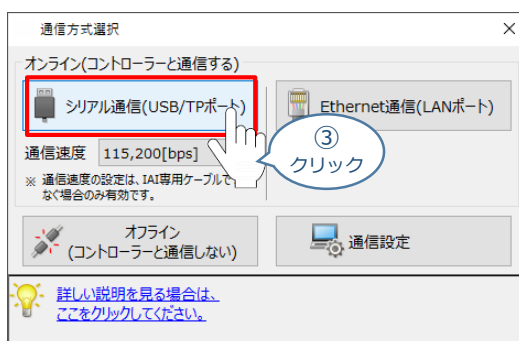 通信方式選択
オンライン(コントローラーと通信する)
シリアル通信(USB/TPポート)
Ethernet通信(LANポート)
③
クリック
通信速度 115,200[bps]
※ 通信速度の設定は、IAI専用ケーブルで
なぐ場合のみ有効です。
オフライン
(コントローラーと通信しない)
通信設定
詳しい説明を見る場合は、
ここをクリックしてください。